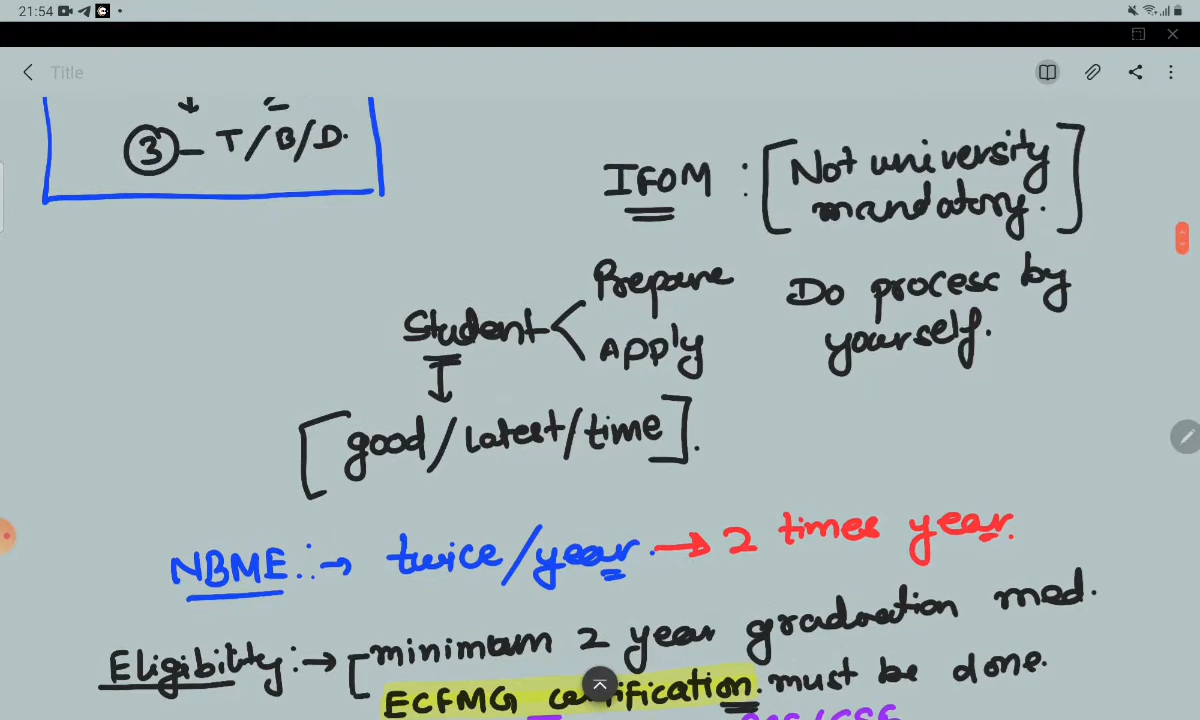 21:54
Title
3 - T/B/D.
IFOM : [Not university
mandatory.]
Student < Prepare
Apply
Do process by
yourself.
[good/latest/time].
NBME :→ twice/year. → 2 times year.
Eligibility :→ [minimum 2 year graduation med.
ECFMG certification. must be done.